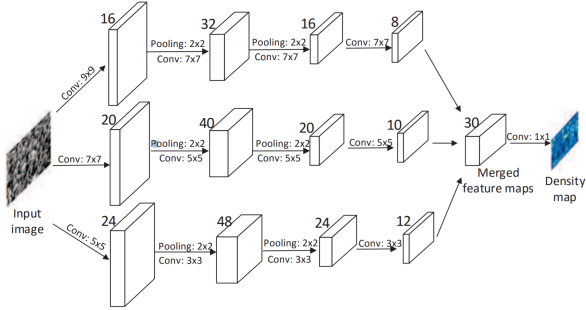 16
32
16
8
Pooling: 2x2
Pooling: 2x2
Conv: 7x7
Conv: 9x9
Conv: 7x7
Conv: 7x7
20
40
20
10
30
Pooling: 2x2
Pooling: 2x2
Conv: 5x5
Conv: 1x1
Conv: 7x7
Conv: 5x5
Conv: 5x5
Merged
feature maps
Density
map
Input
image
24
48
24
12
Conv: 5x5
Pooling: 2x2
Pooling: 2x2
Conv: 3x3
Conv: 3x3
Conv: 3x3